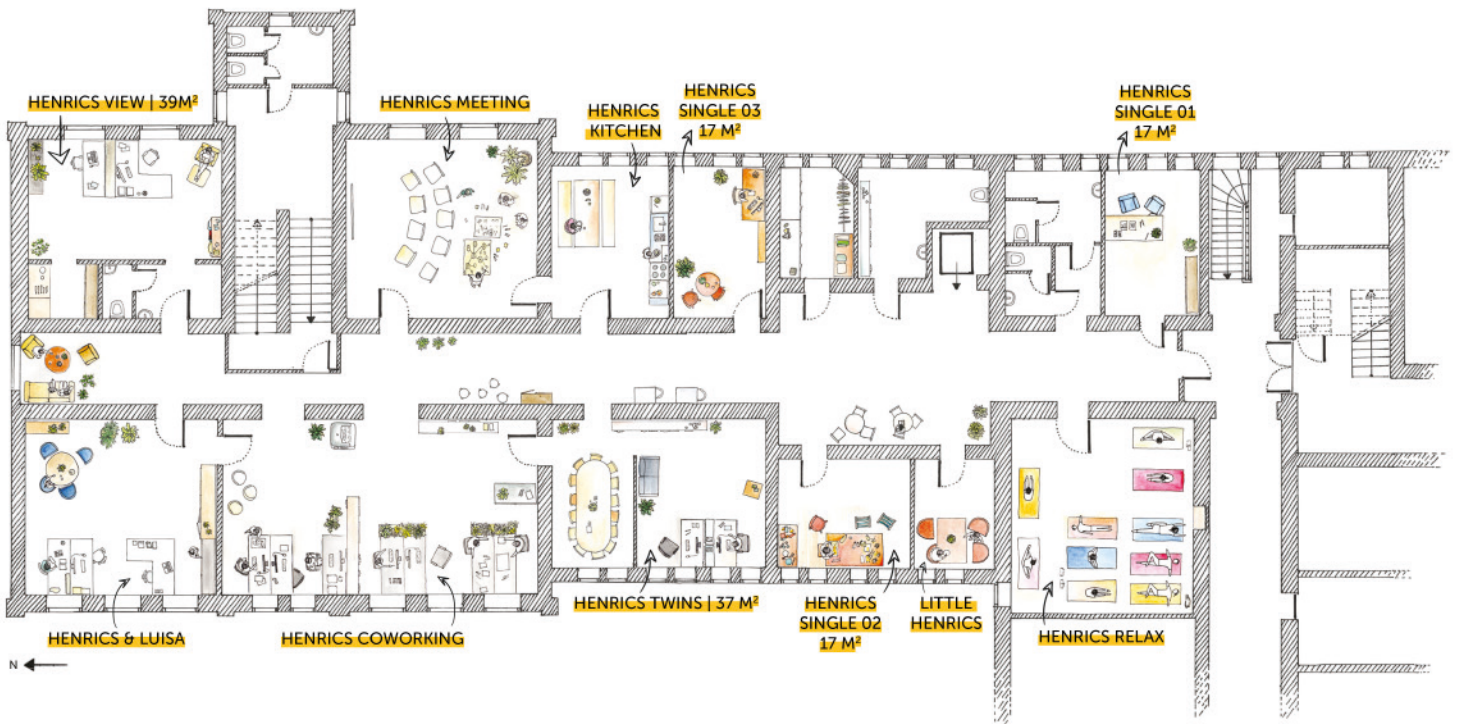 HENRICS VIEW | 39M²
HENRICS MEETING
HENRICS
KITCHEN
HENRICS
SINGLE 03
17 M²
HENRICS
SINGLE 01
17 M²
HENRICS & LUISA
HENRICS COWORKING
HENRICS TWINS | 37 M²
HENRICS
SINGLE 02
17 M²
LITTLE
HENRICS
HENRICS RELAX
N